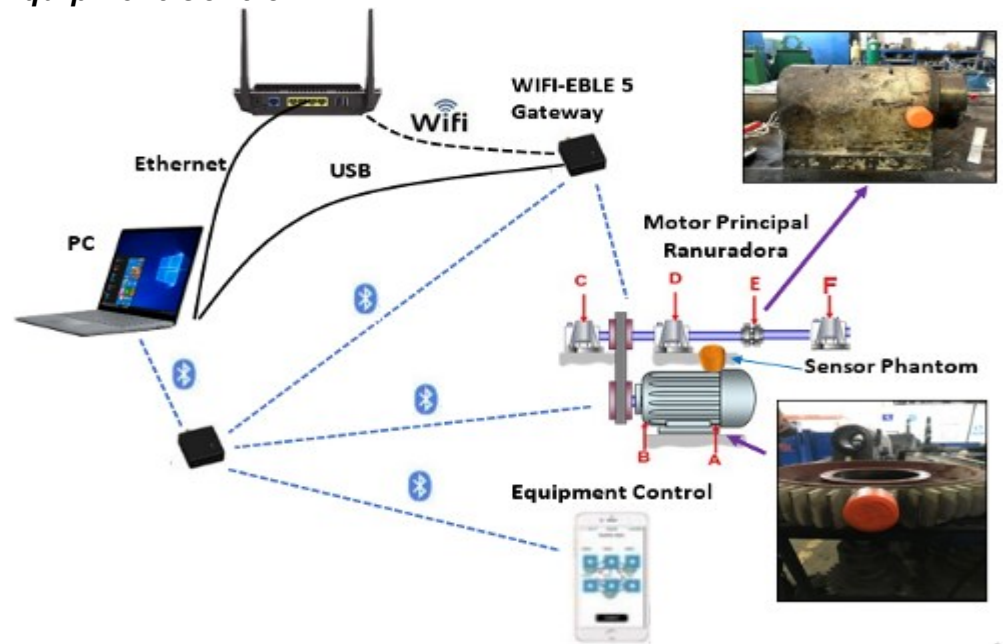 WIFI-EBLE 5
Gateway
Wifi
Ethernet
USB
PC
Motor Principal
Ranuradora
C
D
E
F
Sensor Phantom
B
A
Equipment Control